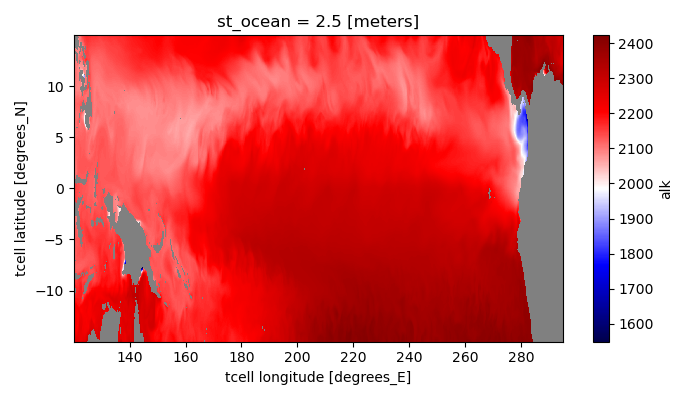 st_ocean = 2.5 [meters]
10
5
0
−5
−10
tcell latitude [degrees_N]
140 160 180 200 220 240 260 280
tcell longitude [degrees_E]
2400
2300
2200
2100
2000
1900
1800
1700
1600
alk